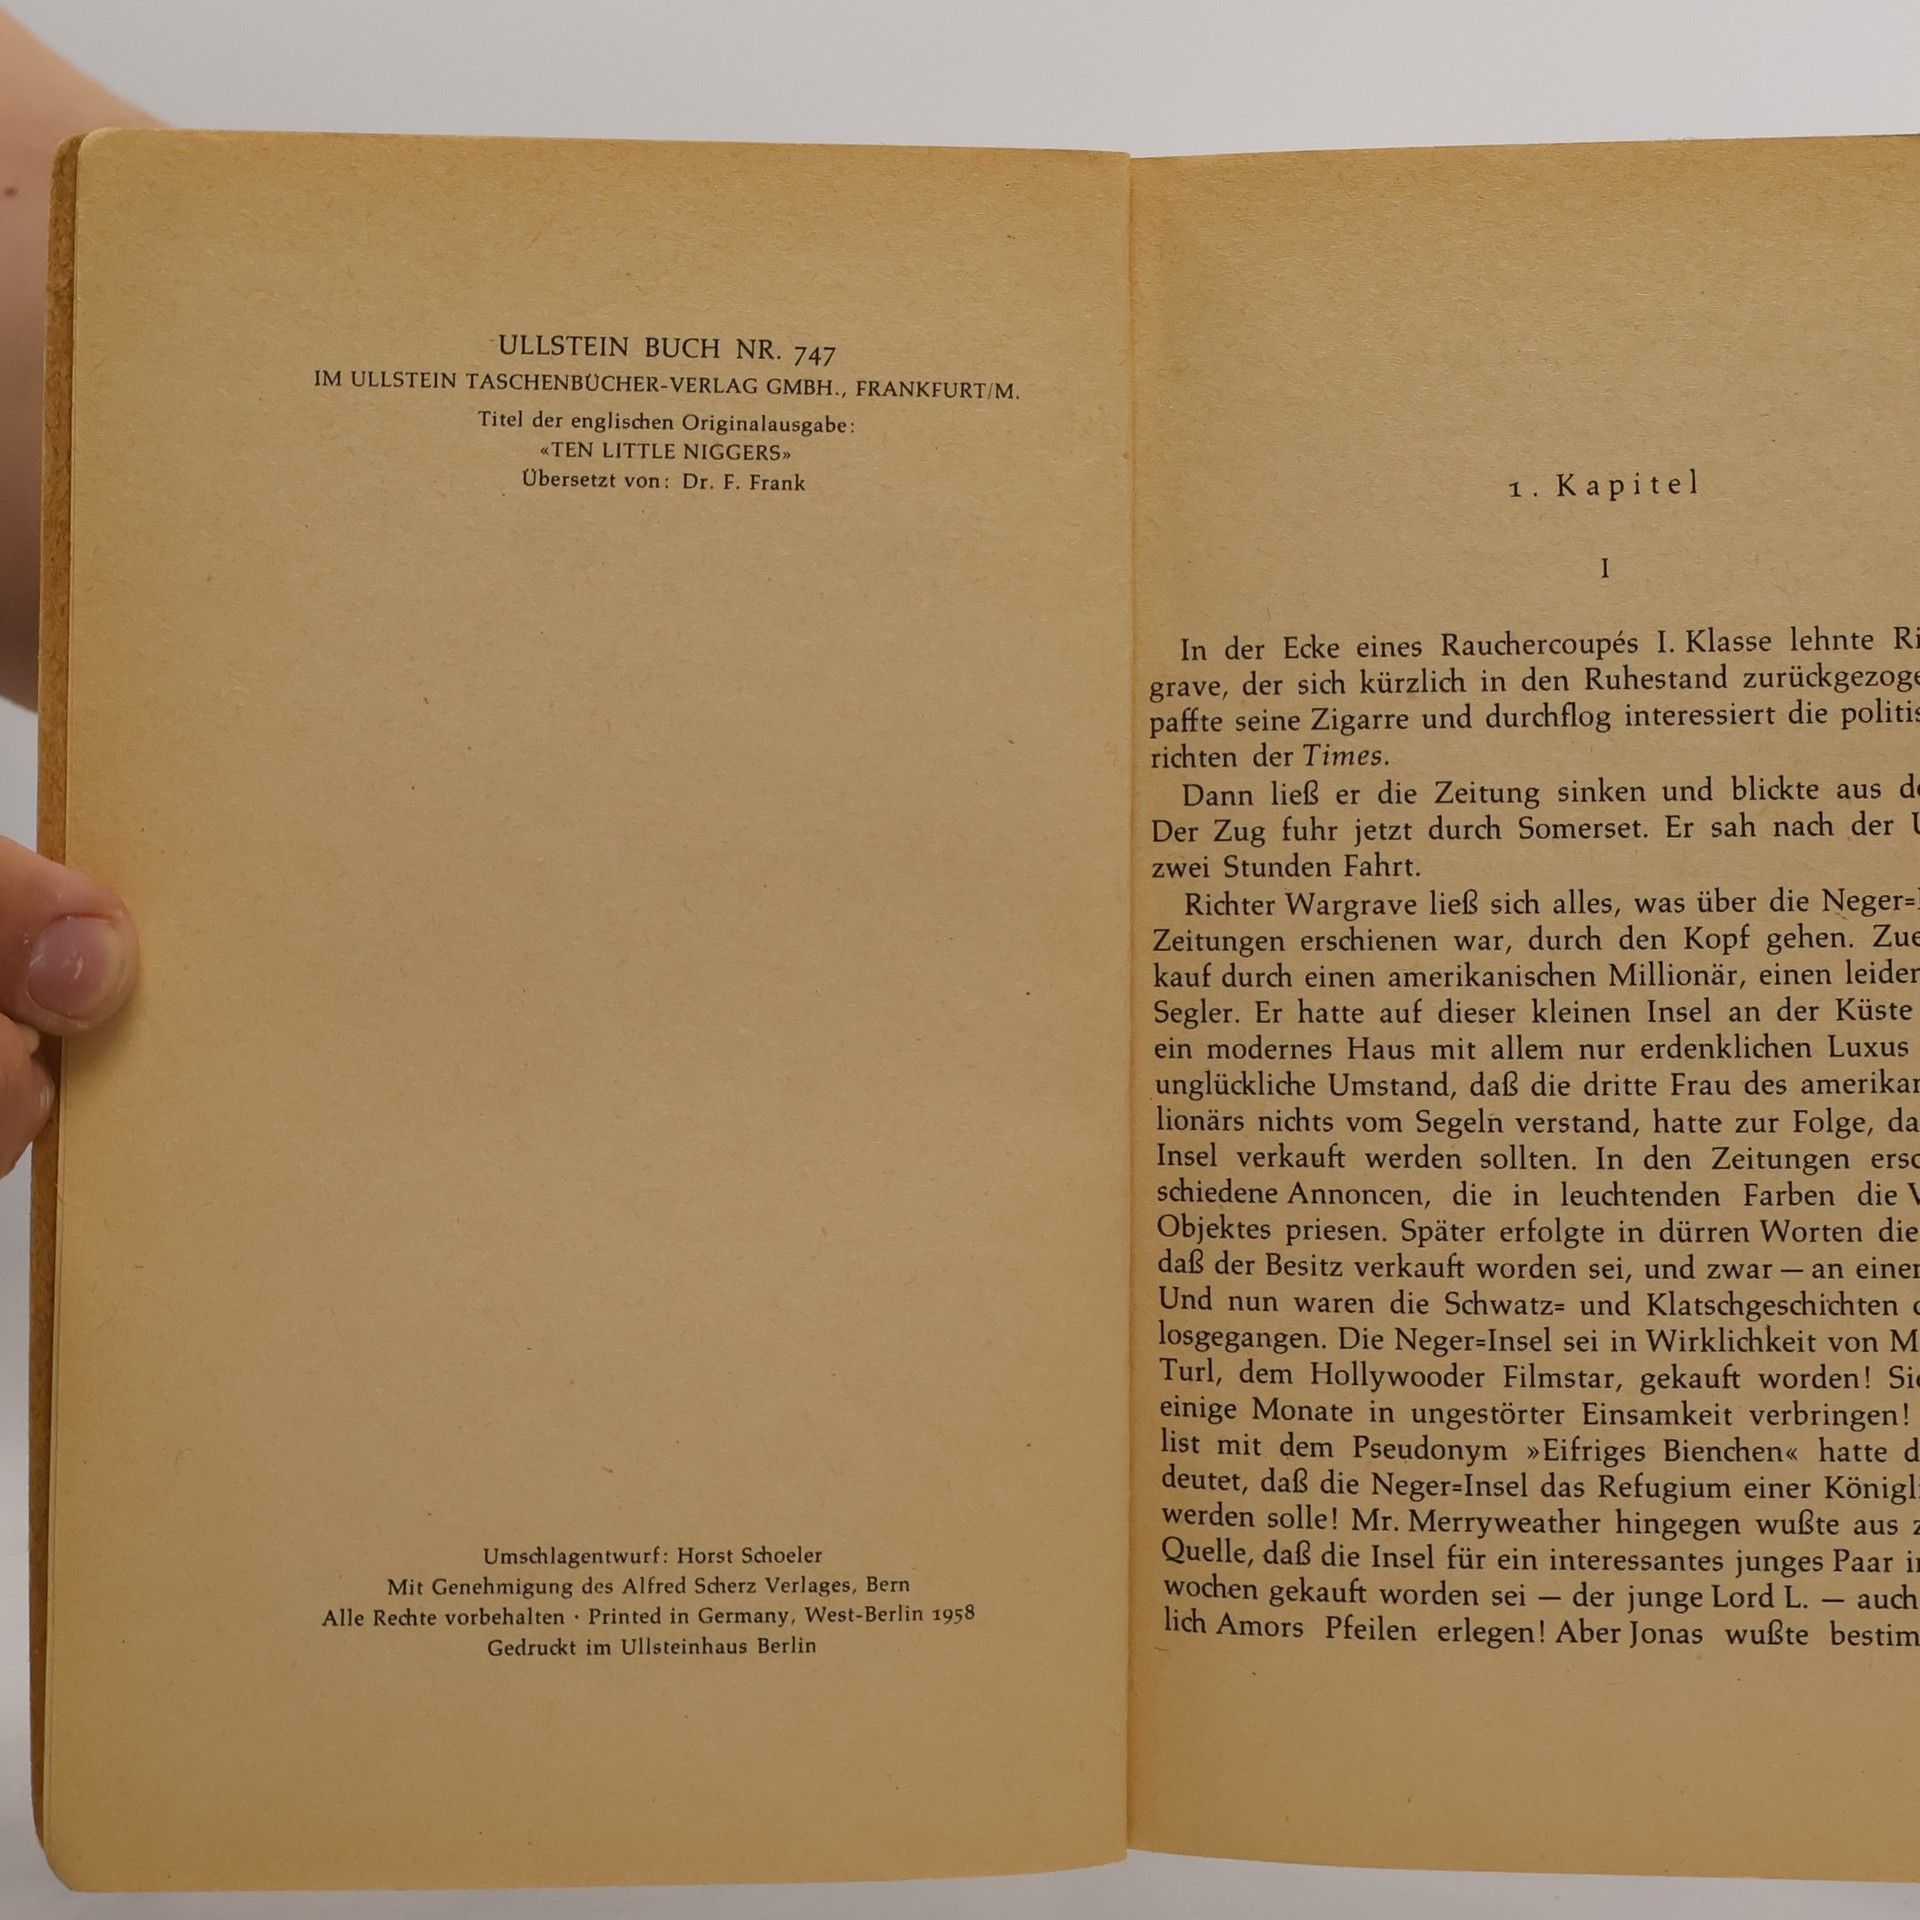 ULLSTEIN BUCH NR. 747
IM ULLSTEIN TASCHENBÜCHER-VERLAG GMBH., FRANKFURT/M.
Titel der englischen Originalausgabe:
«TEN LITTLE NIGGERS»
Übersetzt von: Dr. F. Frank
Umschlagentwurf: Horst Schoeler
Mit Genehmigung des Alfred Scherz Verlages, Bern
Alle Rechte vorbehalten · Printed in Germany, West-Berlin 1958
Gedruckt im Ullsteinhaus Berlin
1. Kapitel
I
In der Ecke eines Rauchercoupés I. Klasse lehnte
grave, der sich kürzlich in den Ruhestand
paffte seine Zigarre und durchflog interessiert die
richten der Times.
Dann ließ er die Zeitung sinken und blickte aus
Der Zug fuhr jetzt durch Somerset. Er sah nach der
zwei Stunden Fahrt.
Richter Wargrave ließ sich alles, was über die
Zeitungen erschienen war, durch den Kopf gehen.
kauf durch einen amerikanischen Millionär, einen
Segler. Er hatte auf dieser kleinen Insel an der Küste
ein modernes Haus mit allem nur erdenklichen Luxus
unglückliche Umstand, daß die dritte Frau des
lionärs nichts vom Segeln verstand, hatte zur Folge,
Insel verkauft werden sollten. In den Zeitungen
schiedene Annoncen, die in leuchtenden Farben die
Objektes priesen. Später erfolgte in dürren Worten die
daß der Besitz verkauft worden sei, und zwar — an
Und nun waren die Schwatz= und Klatschgeschichten
losgegangen. Die Neger=Insel sei in Wirklichkeit von
Turl, dem Hollywooder Filmstar, gekauft worden!
einige Monate in ungestörter Einsamkeit verbringen!
list mit dem Pseudonym »Eifriges Bienchen« hatte
deutet, daß die Neger=Insel das Refugium einer
werden solle! Mr. Merryweather hingegen wußte aus
Quelle, daß die Insel für ein interessantes junges Paar
wochen gekauft worden sei — der junge Lord L. — auch
lich Amors Pfeilen erlegen! Aber Jonas wußte